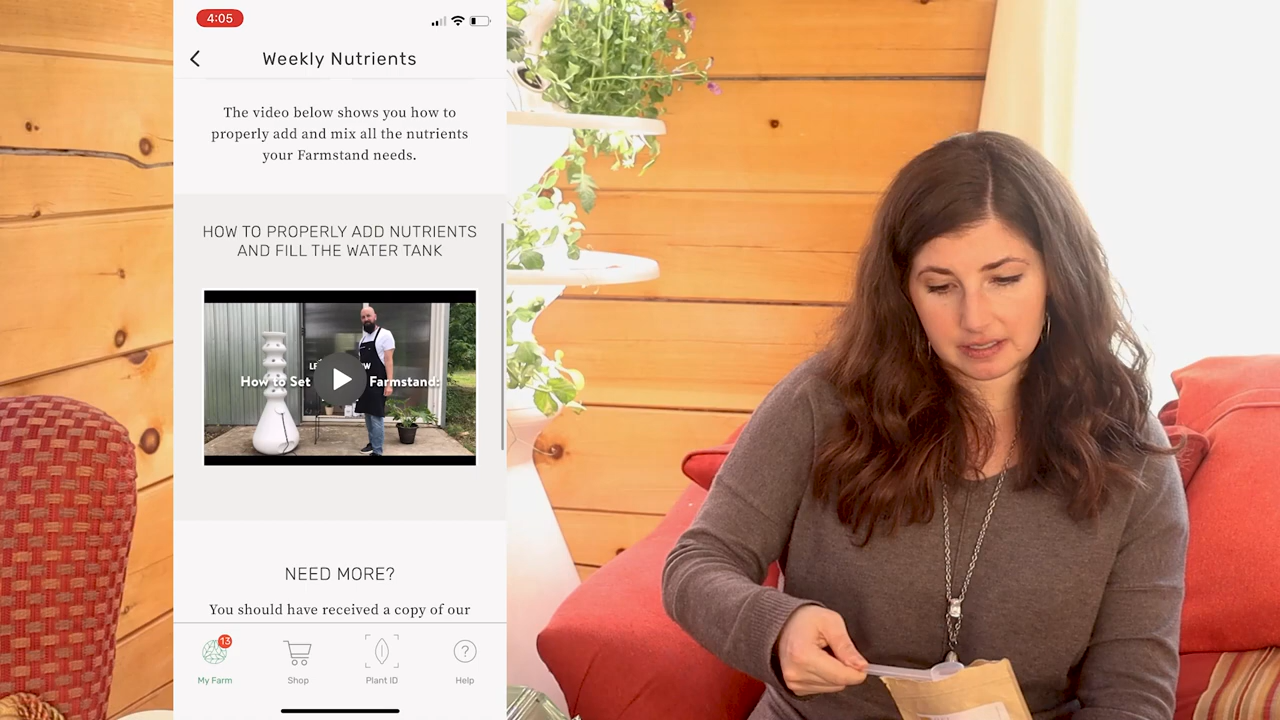 4:05
Weekly Nutrients
The video below shows you how to
properly add and mix all the nutrients
your Farmstand needs.
HOW TO PROPERLY ADD NUTRIENTS
AND FILL THE WATER TANK
How to Set
Farmstand:
NEED MORE?
You should have received a copy of our
13
My Farm
Shop
Plant ID
?
Help